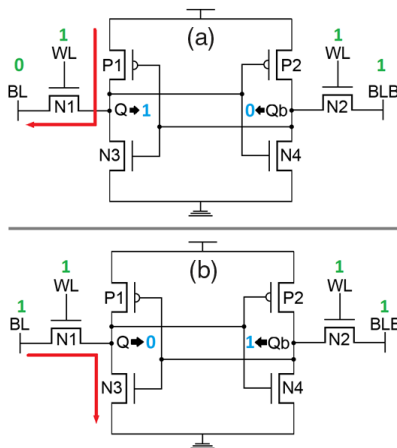 (a)
0 1 P1 P2 1 1
BL WL WL BLB
N1 Q 1 0 Qb N2
N3 N4
(b)
1 1 P1 P2 1 1
BL WL WL BLB
N1 Q 0 1 Qb N2
N3 N4